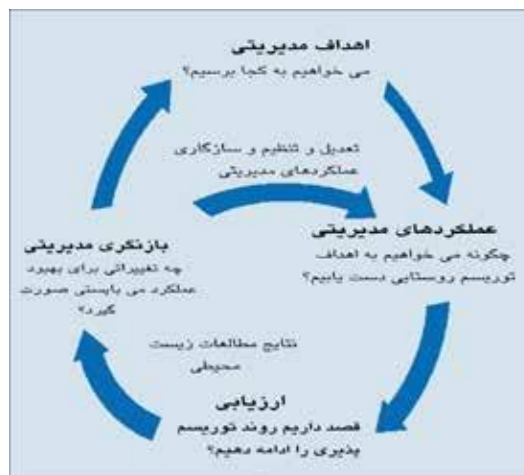 اهداف مدیریتی
می خواهیم به کجا برسیم؟
تعدیل و تنظیم و سازگاری
عملکردهای مدیریتی
عملکردهای مدیریتی
چگونه می خواهیم به اهداف
توریسم روستایی دست یابیم؟
بازنگری مدیریتی
چه تغییراتی برای بهبود
عملکرد می بایستی صورت
گیرد؟
نتایج مطالعات زیست
محیطی
ارزیابی
قصد داریم روند توریسم
پذیری را ادامه دهیم؟